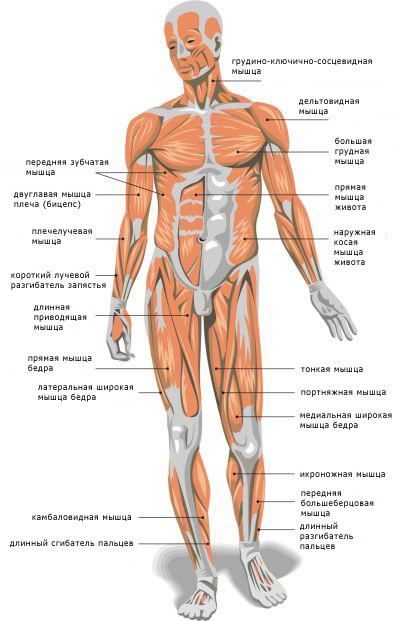 грудино-ключично-сосцевидная
мышца
дельтовидная
мышца
большая
грудная
мышца
передняя зубчатая
мышца
двуглавая мышца
плеча (бицепс)
прямая
мышца
живота
плечелучевая
мышца
наружная
косая
мышца
живота
короткий лучевой
разгибатель запястья
длинная
приводящая
мышца
прямая мышца
бедра
тонкая мышца
латеральная широкая
мышца бедра
портняжная мышца
медиальная широкая
мышца бедра
икроножная мышца
передняя
большеберцовая
мышца
камбаловидная мышца
длинный
разгибатель
пальцев
длинный сгибатель пальцев